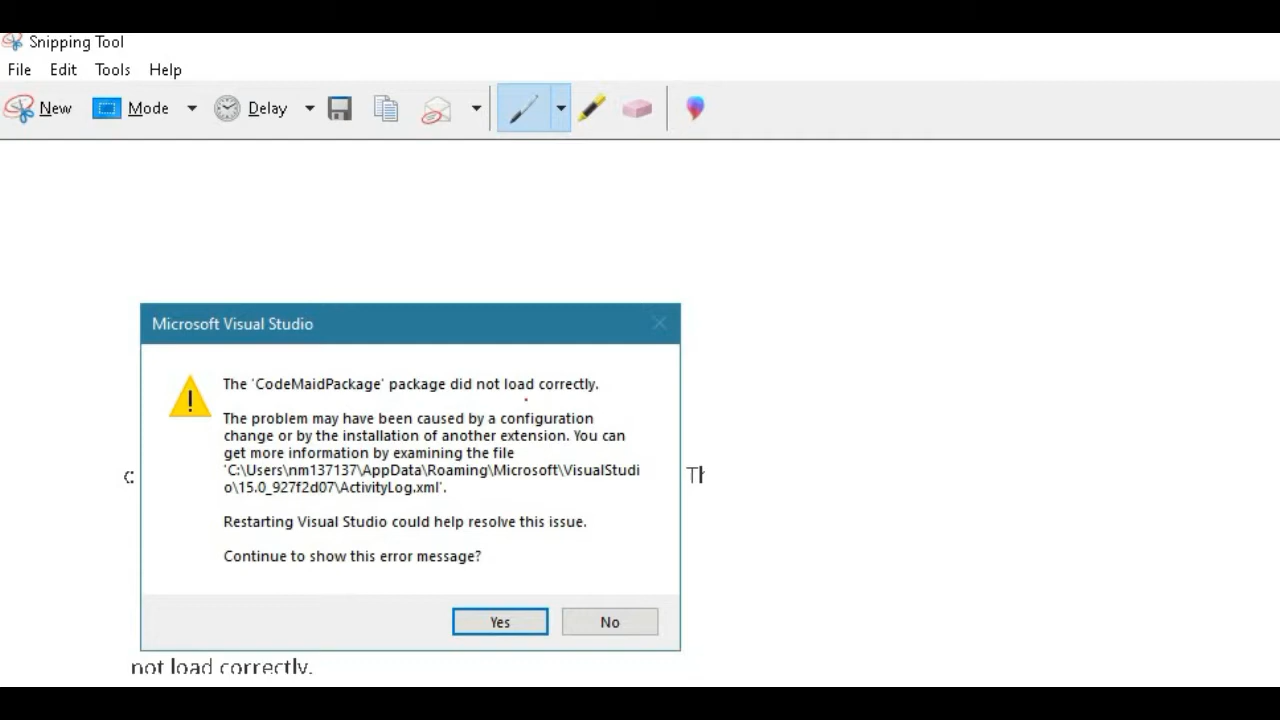 Snipping Tool
File Edit Tools Help
New Mode Delay
Microsoft Visual Studio
The 'CodeMaidPackage' package did not load correctly.
The problem may have been caused by a configuration
change or by the installation of another extension. You can
get more information by examining the file
'C:\Users\nm137137\AppData\Roaming\Microsoft\VisualStudi
o\15.0_927f2d07\ActivityLog.xml'.
Restarting Visual Studio could help resolve this issue.
Continue to show this error message?
Yes No
not load correctly.